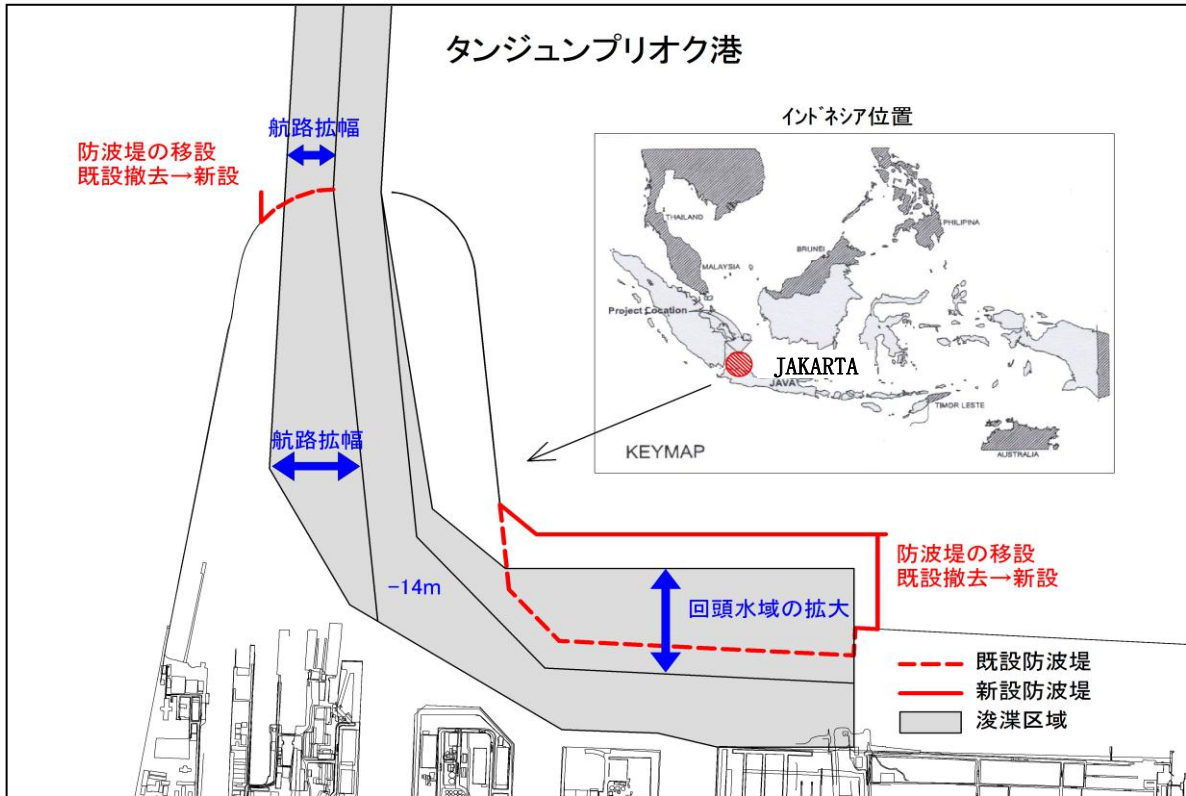 タンジュンプリオク港
航路拡幅
防波堤の移設
既設撤去→新設
インドネシア位置
THAILAND
PHILIPINA
BRUNEI
MALAYSIA
Project Location
JAKARTA
JAVA
TIMOR LESTE
AUSTRALIA
KEYMAP
航路拡幅
防波堤の移設
既設撤去→新設
-14m
回頭水域の拡大
既設防波堤
新設防波堤
浚渫区域